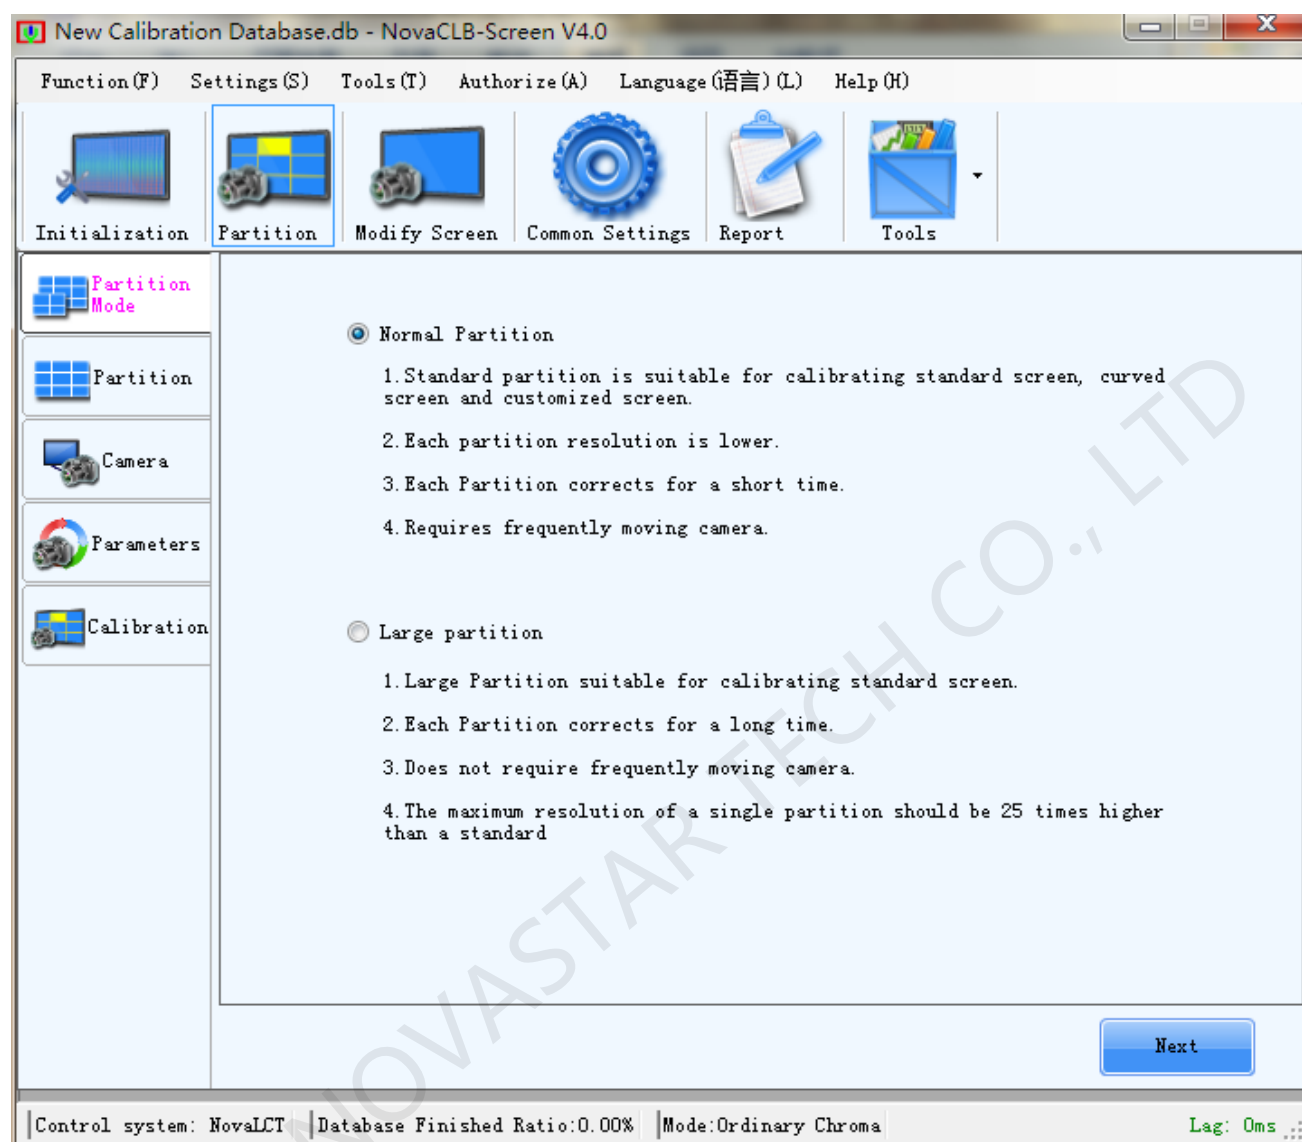 New Calibration Database.db - NovaCLB-Screen V4.0
Function(F) Settings(S) Tools(T) Authorize(A) Language(语言)(L) Help(H)
Initialization Partition Modify Screen Common Settings Report Tools
Partition
Mode
Partition
Camera
Parameters
Calibration
Normal Partition
1.Standard partition is suitable for calibrating standard screen, curved
screen and customized screen.
2.Each partition resolution is lower.
3.Each Partition corrects for a short time.
4.Requires frequently moving camera.
Large partition
1.Large Partition suitable for calibrating standard screen.
2.Each Partition corrects for a long time.
3.Does not require frequently moving camera.
4.The maximum resolution of a single partition should be 25 times higher
than a standard
Next
Control system: NovaLCT Database Finished Ratio:0.00% Mode:Ordinary Chroma Lag: 0ms
NOVASTAR TECH CO., LTD